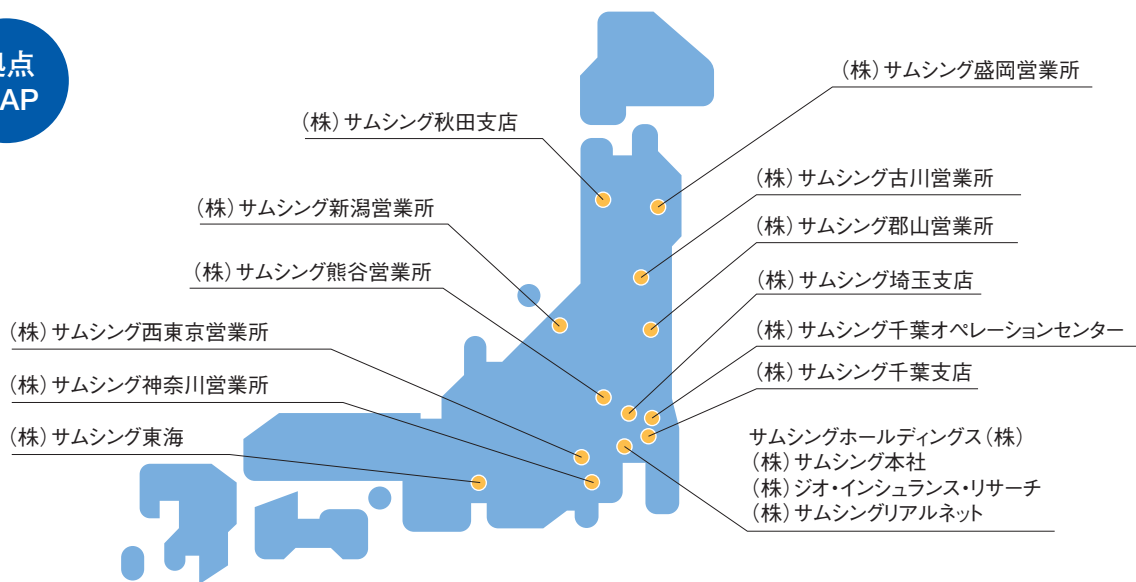 点
AP
(株)サムシング盛岡営業所
(株)サムシング秋田支店
(株)サムシング古川営業所
(株)サムシング新潟営業所
(株)サムシング郡山営業所
(株)サムシング熊谷営業所
(株)サムシング埼玉支店
(株)サムシング西東京営業所
(株)サムシング千葉オペレーションセンター
(株)サムシング神奈川営業所
(株)サムシング千葉支店
(株)サムシング東海
サムシングホールディングス(株)
(株)サムシング本社
(株)ジオ・インシュランス・リサーチ
(株)サムシングリアルネット